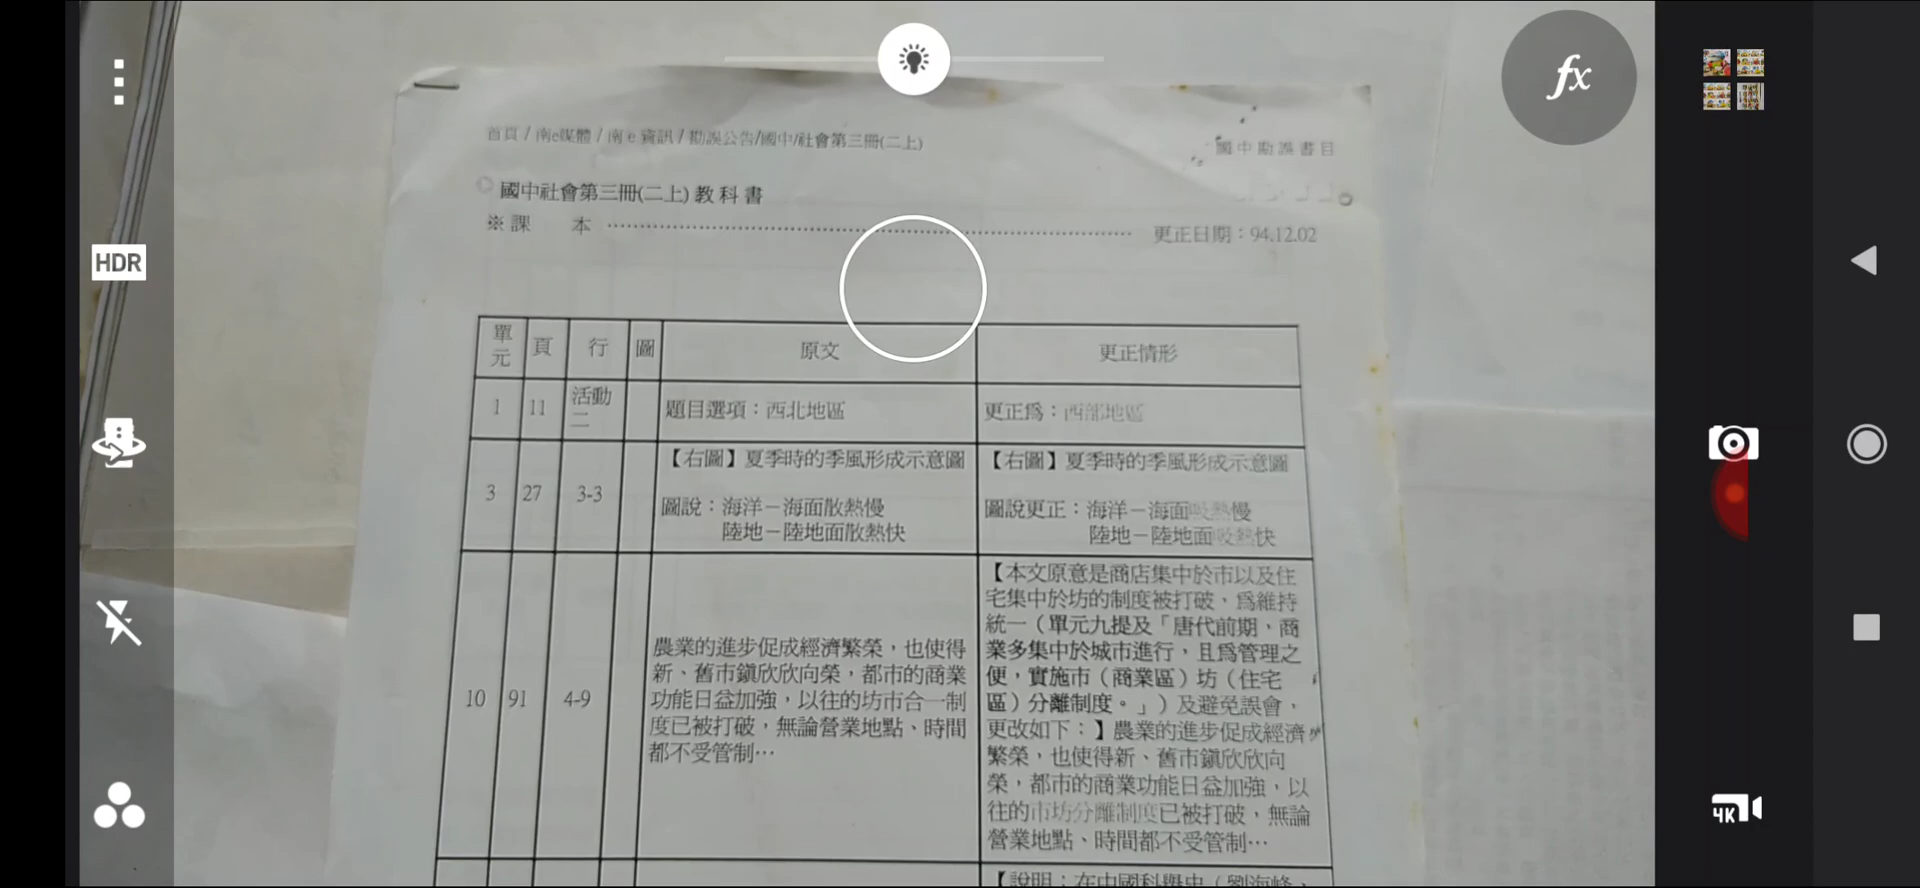 首頁 / 南e媒體 / 南 e 資訊 / 勘誤公告/國中/社會第三冊(二上)
國中勘誤書目
國中社會第三冊(二上) 教 科 書
※課 本 更正日期：94.12.02
單元 頁 行 圖 原文 更正情形
1 11 活動二 題目選項：西北地區 更正為：西部地區
3 27 3-3
【右圖】夏季時的季風形成示意圖
圖說：海洋－海面散熱慢
陸地－陸地面散熱快
【右圖】夏季時的季風形成示意圖
圖說更正：海洋－海面吸熱慢
陸地－陸地面吸熱快
10 91 4-9
農業的進步促成經濟繁榮，也使得
新、舊市鎮欣欣向榮，都市的商業
功能日益加強，以往的坊市合一制
度已被打破，無論營業地點、時間
都不受管制…
【本文原意是商店集中於市以及住
宅集中於坊的制度被打破，為維持
統一（單元九提及「唐代前期，商
業多集中於城市進行，且為管理之
便，實施市（商業區）坊（住宅
區）分離制度。」）及避免誤會，
更改如下：】農業的進步促成經濟
繁榮，也使得新、舊市鎮欣欣向
榮，都市的商業功能日益加強，以
往的市坊分離制度已被打破，無論
營業地點、時間都不受管制…
【說明：在中國科舉史（劉海峰、
HDR
fx
4K